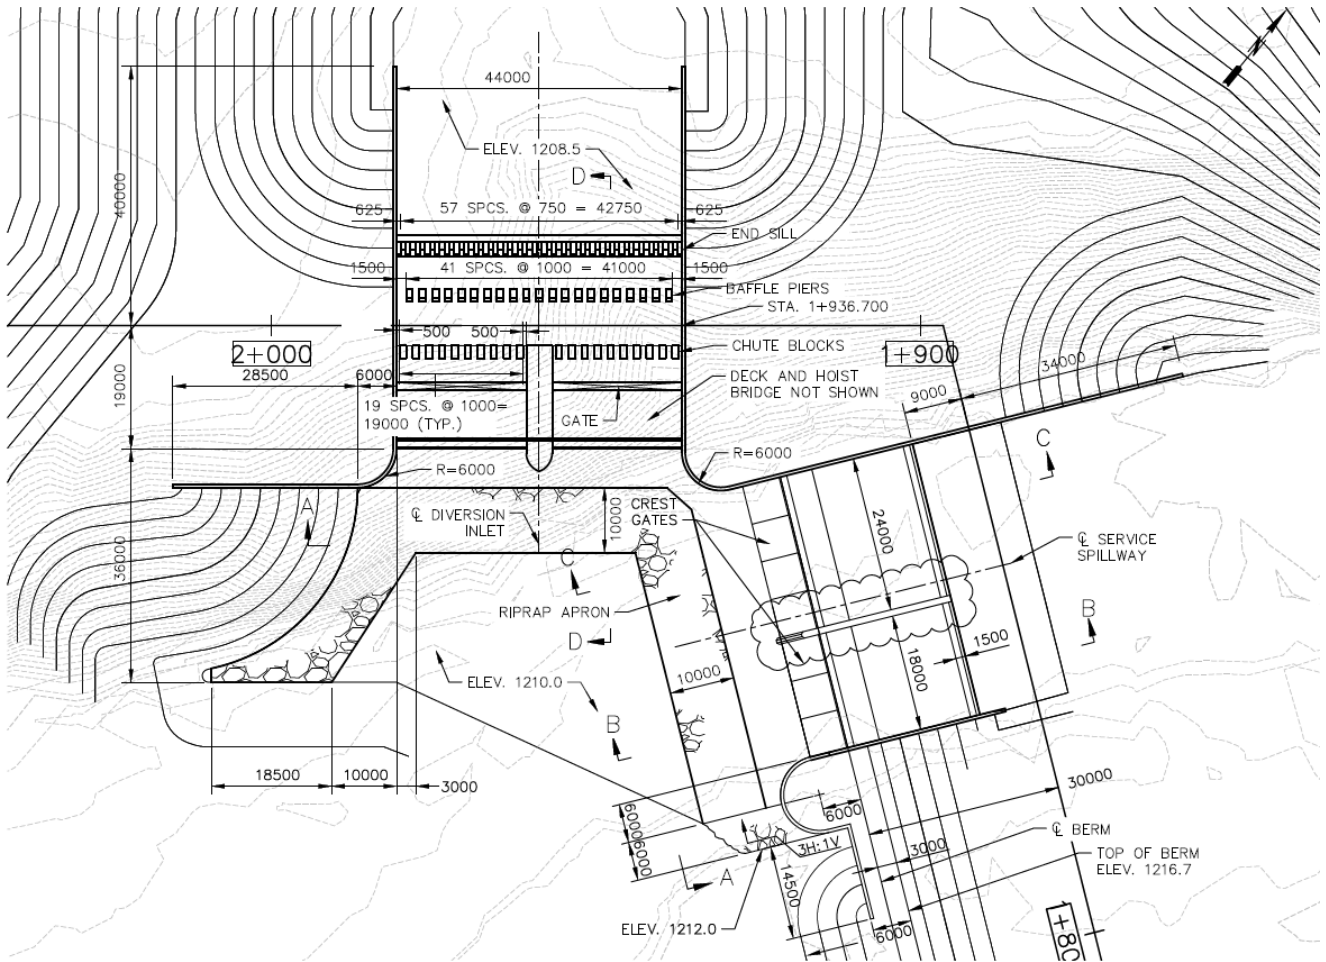 N
44000
ELEV. 1208.5
D
40000
625
57 SPCS. @ 750 = 42750
625
END SILL
1500
41 SPCS. @ 1000 = 41000
1500
BAFFLE PIERS
STA. 1+936.700
500
500
2+000
CHUTE BLOCKS
1+900
34000
28500
6000
19000
DECK AND HOIST
BRIDGE NOT SHOWN
9000
19 SPCS. @ 1000=
19000 (TYP.)
GATE
C
R=6000
R=6000
A
CREST
GATES
℄ DIVERSION
INLET
10000
24000
℄ SERVICE
SPILLWAY
36000
C
RIPRAP APRON
B
D
1500
18000
10000
ELEV. 1210.0
B
18500
10000
3000
30000
6000
6000
6000
℄ BERM
3H:1V
3000
TOP OF BERM
ELEV. 1216.7
A
14500
ELEV. 1212.0
6000
1+80